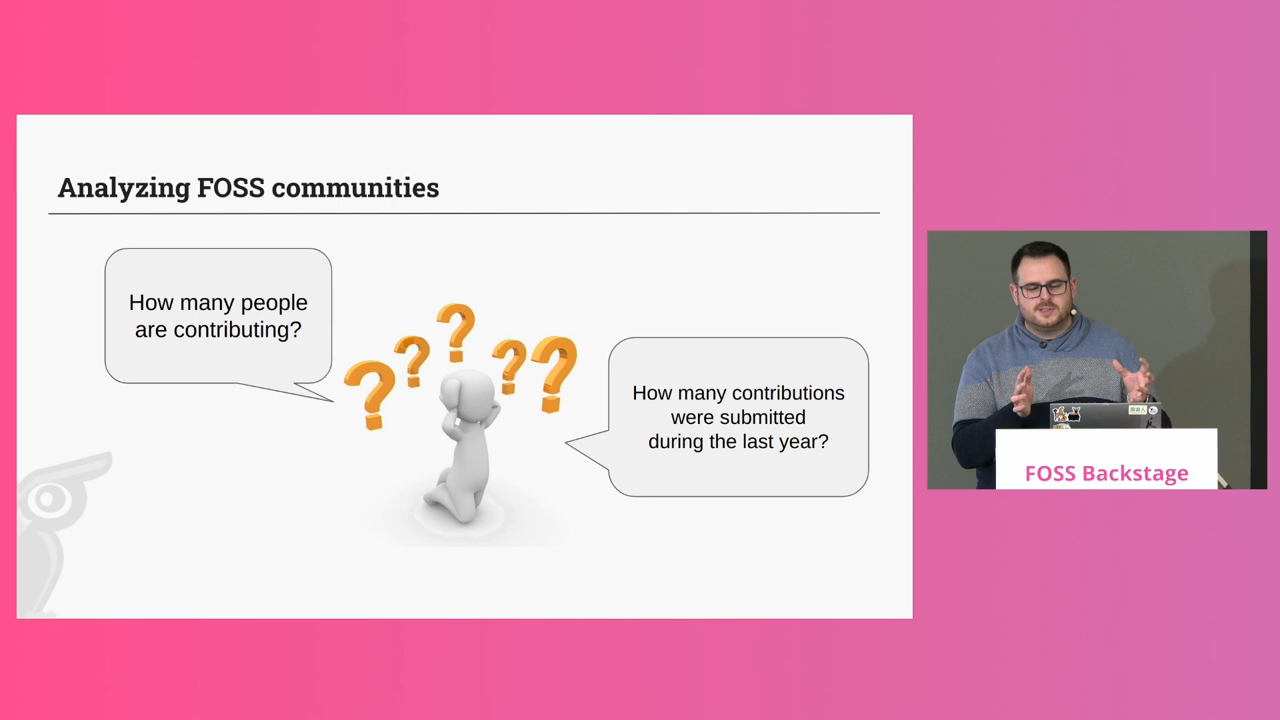 Analyzing FOSS communities
How many people
are contributing?
How many contributions
were submitted
during the last year?
FOSS Backstage